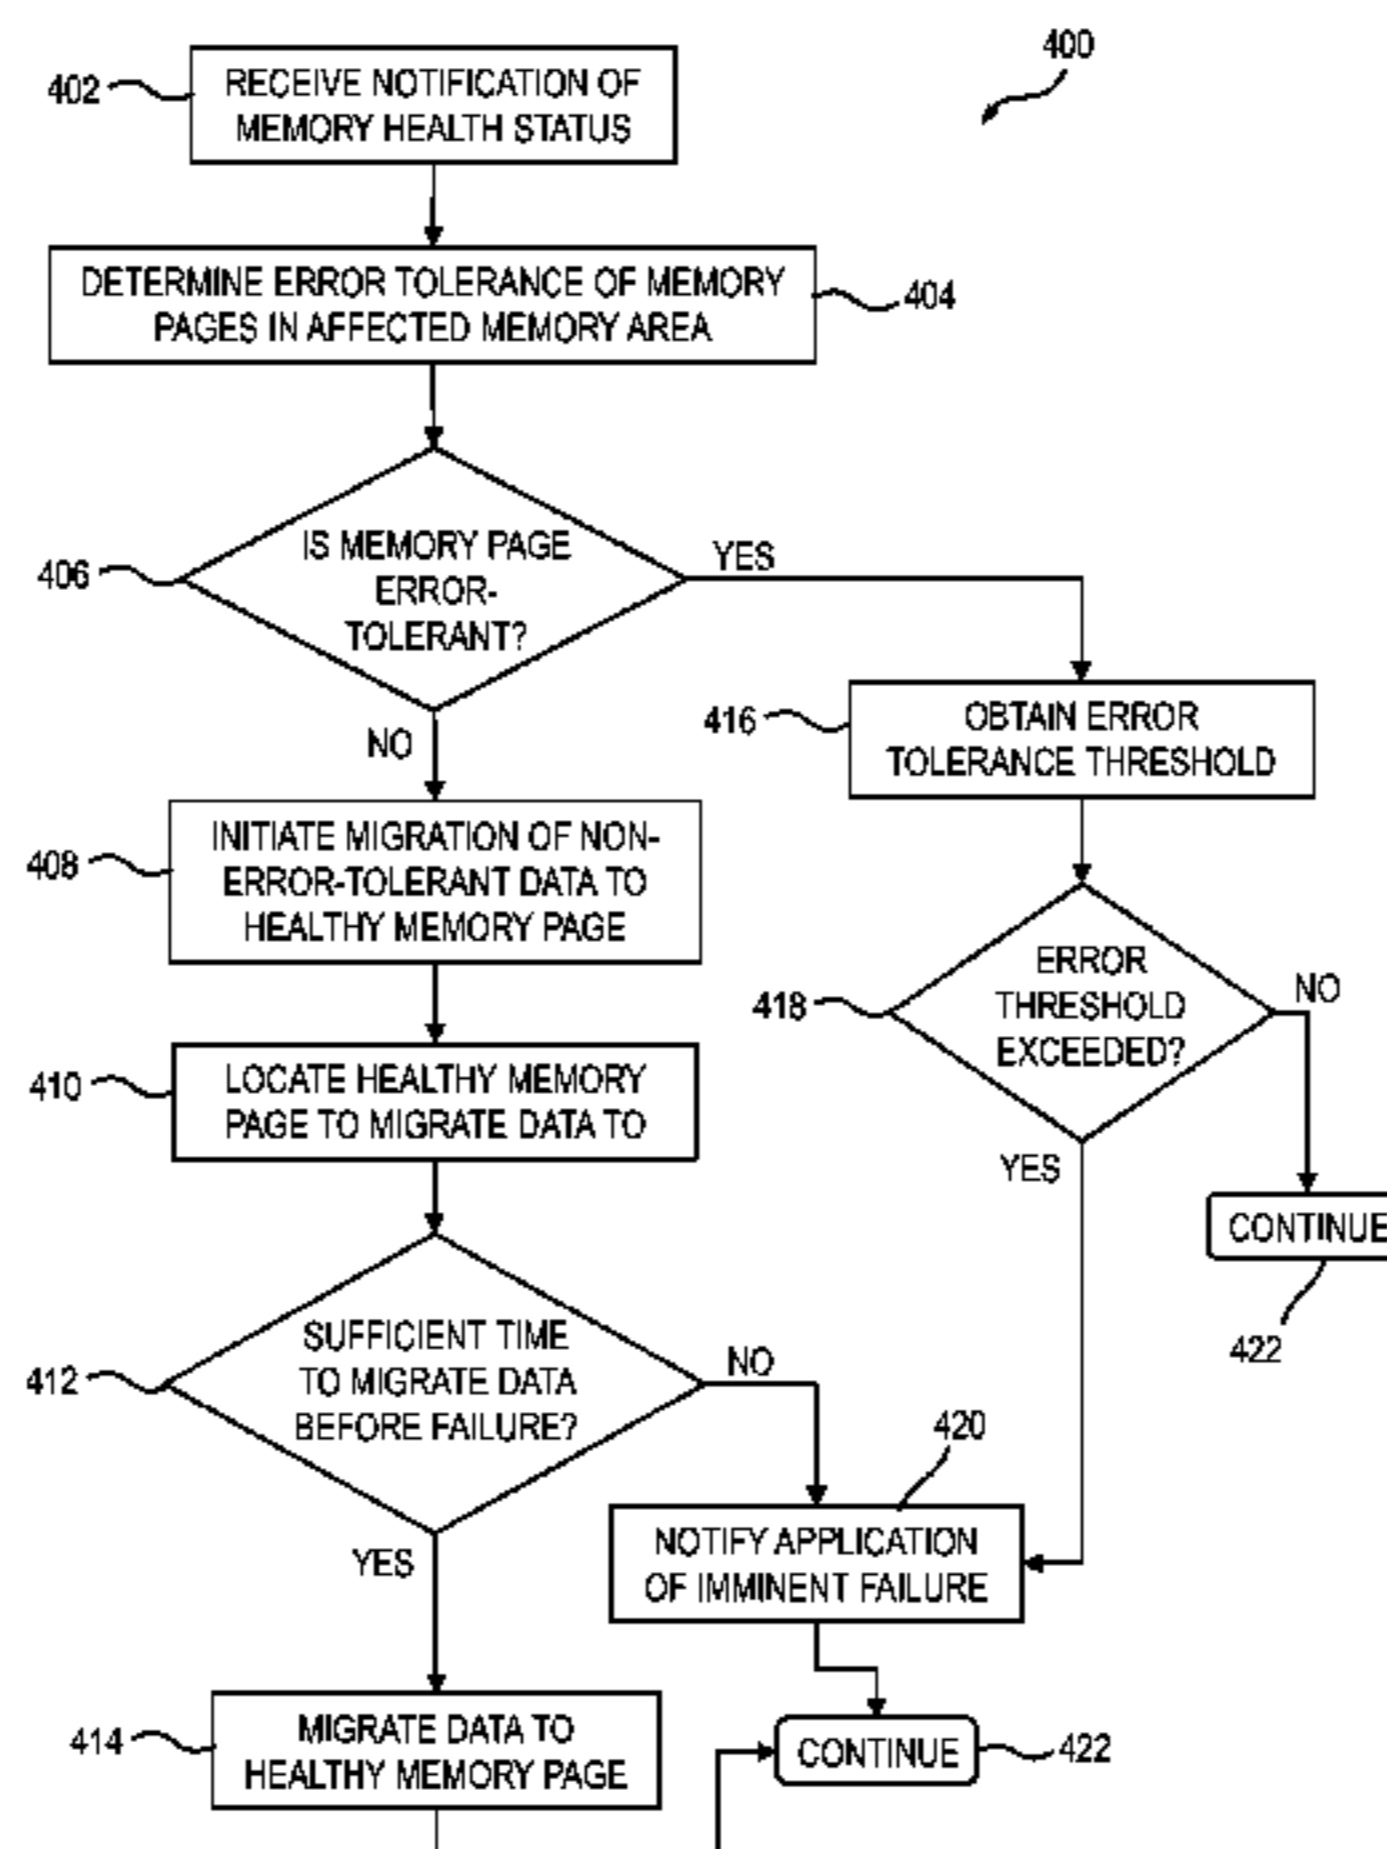 400
402
RECEIVE NOTIFICATION OF
MEMORY HEALTH STATUS
DETERMINE ERROR TOLERANCE OF MEMORY
PAGES IN AFFECTED MEMORY AREA
404
406
IS MEMORY PAGE
ERROR-
TOLERANT?
YES
NO
416
OBTAIN ERROR
TOLERANCE THRESHOLD
408
INITIATE MIGRATION OF NON-
ERROR-TOLERANT DATA TO
HEALTHY MEMORY PAGE
418
ERROR
THRESHOLD
EXCEEDED?
NO
YES
410
LOCATE HEALTHY MEMORY
PAGE TO MIGRATE DATA TO
CONTINUE
422
412
SUFFICIENT TIME
TO MIGRATE DATA
BEFORE FAILURE?
NO
YES
420
NOTIFY APPLICATION
OF IMMINENT FAILURE
414
MIGRATE DATA TO
HEALTHY MEMORY PAGE
CONTINUE
422